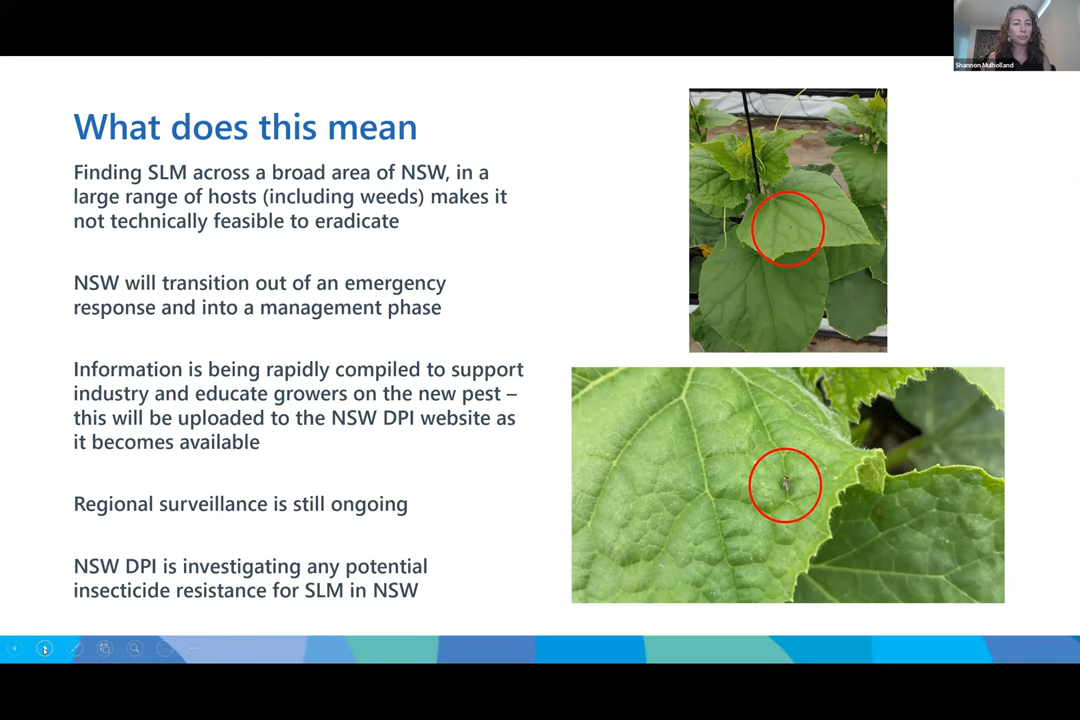 Shannon Mulholland
What does this mean
Finding SLM across a broad area of NSW, in a
large range of hosts (including weeds) makes it
not technically feasible to eradicate
NSW will transition out of an emergency
response and into a management phase
Information is being rapidly compiled to support
industry and educate growers on the new pest –
this will be uploaded to the NSW DPI website as
it becomes available
Regional surveillance is still ongoing
NSW DPI is investigating any potential
insecticide resistance for SLM in NSW